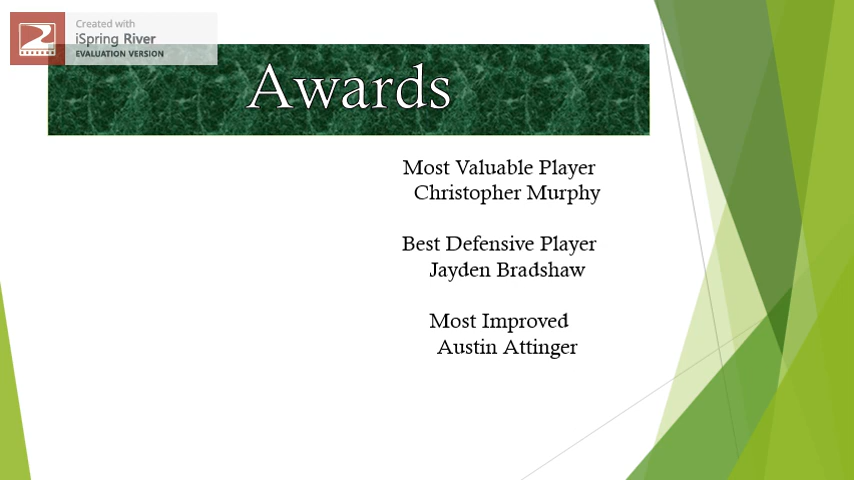 Created with
iSpring River
EVALUATION VERSION
Awards
Most Valuable Player
Christopher Murphy
Best Defensive Player
Jayden Bradshaw
Most Improved
Austin Attinger